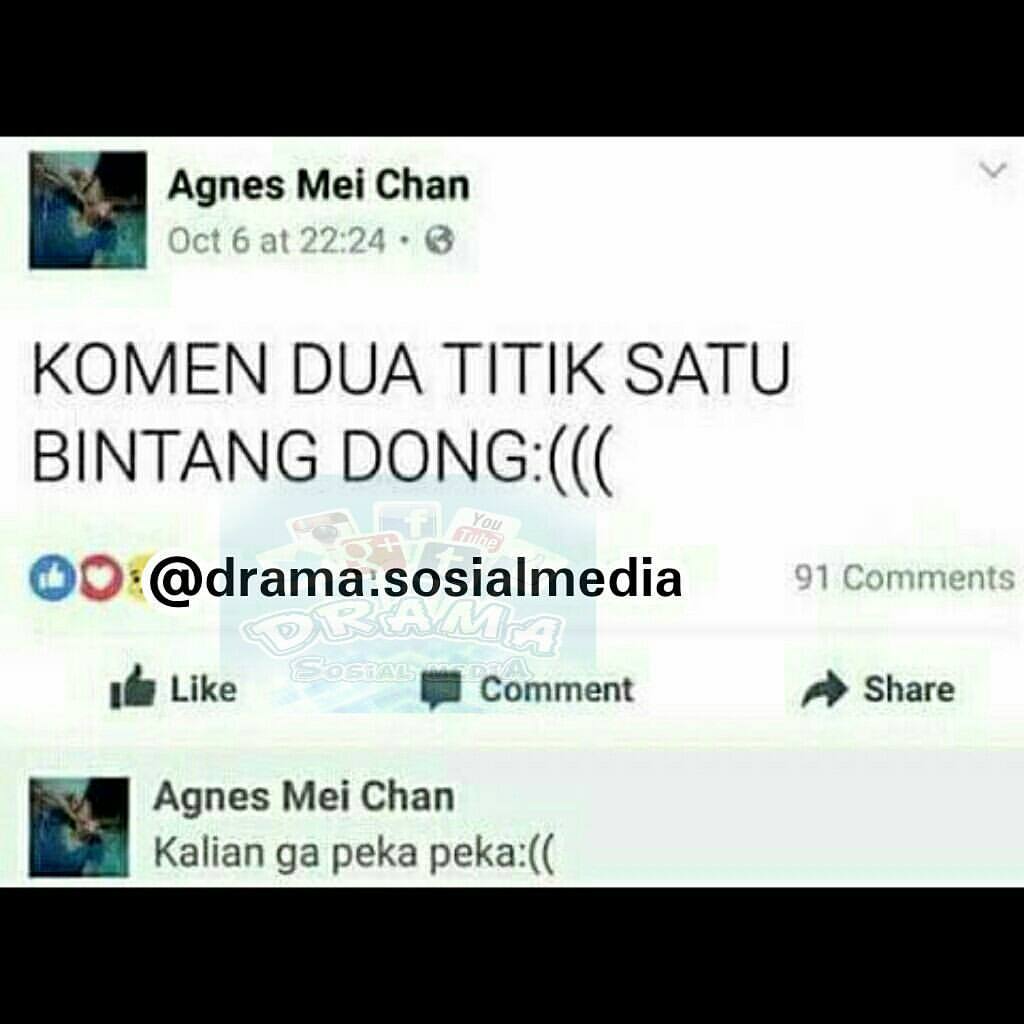 Agnes Mei Chan
Oct 6 at 22:24
KOMEN DUA TITIK SATU
BINTANG DONG:(((
You
Tube
@drama.sosialmedia
91 Comments
DRAMA
SOSIAL MEDIA
Like
Comment
Share
Agnes Mei Chan
Kalian ga peka peka:((